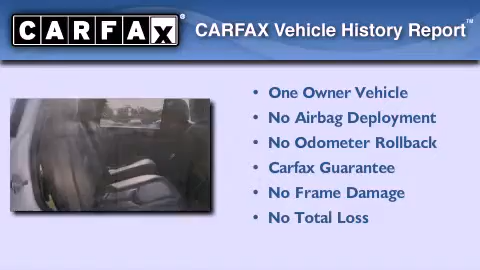 CARFAX® CARFAX Vehicle History Report™
• One Owner Vehicle
• No Airbag Deployment
• No Odometer Rollback
• Carfax Guarantee
• No Frame Damage
• No Total Loss